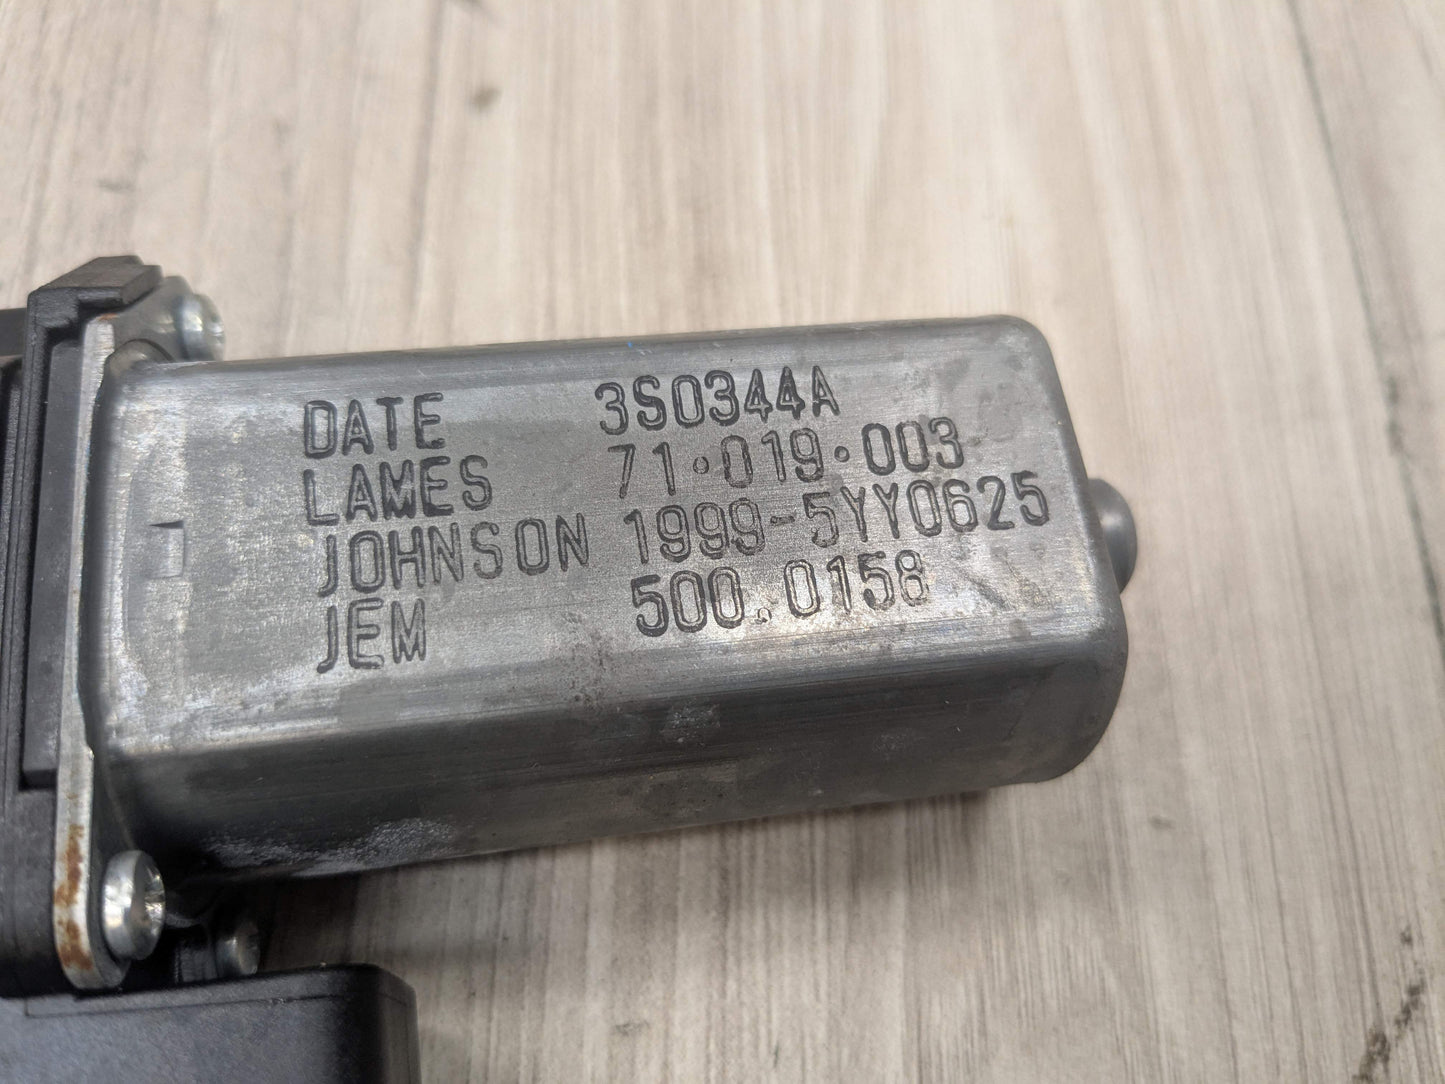 DATE 3S0344A
LAMES 71·019·003
JOHNSON 1999-5YY0625
JEM 500.0158